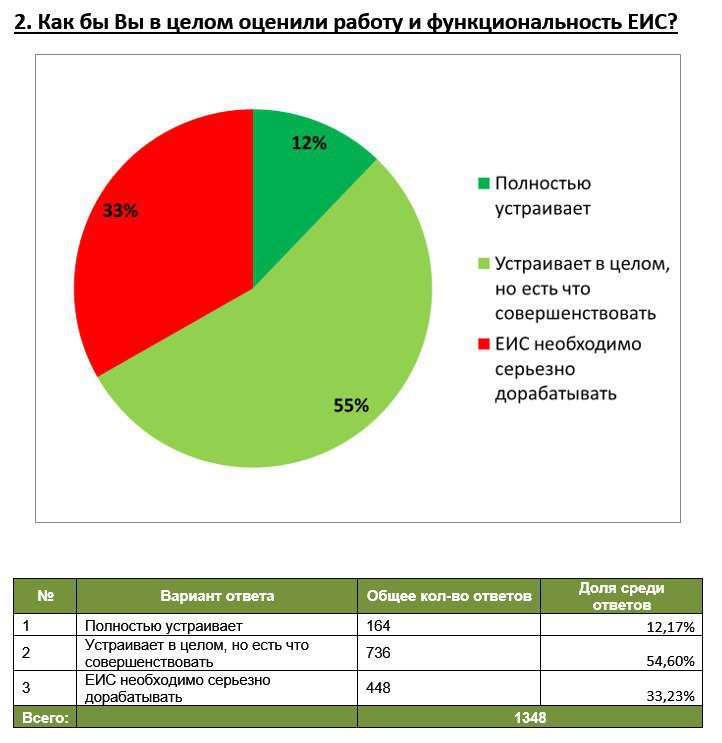 2. Как бы Вы в целом оценили работу и функциональность ЕИС?
12%
33%
55%
Полностью
устраивает
Устраивает в целом,
но есть что
совершенствовать
ЕИС необходимо
серьезно
дорабатывать
№ Вариант ответа Общее кол-во ответов Доля среди
ответов
1 Полностью устраивает 164 12,17%
2 Устраивает в целом, но есть что 736
совершенствовать 54,60%
3 ЕИС необходимо серьезно 448
дорабатывать 33,23%
Всего: 1348